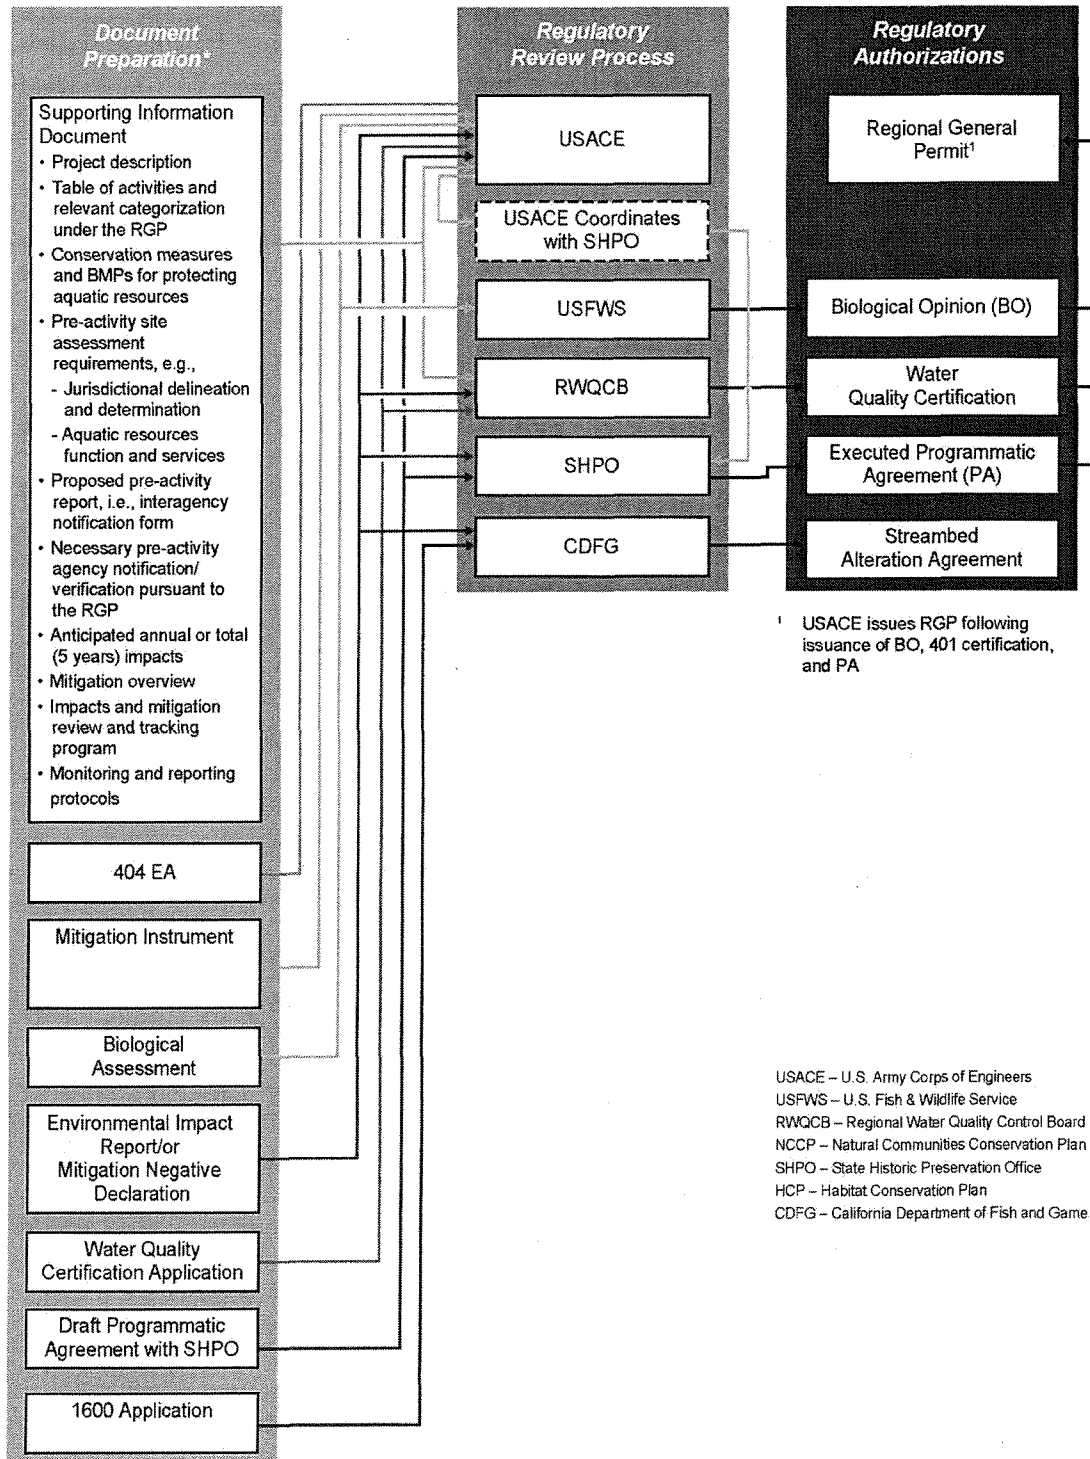 Document
Preparation*
Supporting Information
Document
• Project description
• Table of activities and
relevant categorization
under the RGP
• Conservation measures
and BMPs for protecting
aquatic resources
• Pre-activity site
assessment
requirements, e.g.,
- Jurisdictional delineation
and determination
- Aquatic resources
function and services
• Proposed pre-activity
report, i.e., interagency
notification form
• Necessary pre-activity
agency notification/
verification pursuant to
the RGP
• Anticipated annual or total
(5 years) impacts
• Mitigation overview
• Impacts and mitigation
review and tracking
program
• Monitoring and reporting
protocols
404 EA
Mitigation Instrument
Biological
Assessment
Environmental Impact
Report/or
Mitigation Negative
Declaration
Water Quality
Certification Application
Draft Programmatic
Agreement with SHPO
1600 Application
Regulatory
Review Process
USACE
USACE Coordinates
with SHPO
USFWS
RWQCB
SHPO
CDFG
Regulatory
Authorizations
Regional General
Permit¹
Biological Opinion (BO)
Water
Quality Certification
Executed Programmatic
Agreement (PA)
Streambed
Alteration Agreement
¹ USACE issues RGP following
issuance of BO, 401 certification,
and PA
USACE – U.S. Army Corps of Engineers
USFWS – U.S. Fish & Wildlife Service
RWQCB – Regional Water Quality Control Board
NCCP – Natural Communities Conservation Plan
SHPO – State Historic Preservation Office
HCP – Habitat Conservation Plan
CDFG – California Department of Fish and Game